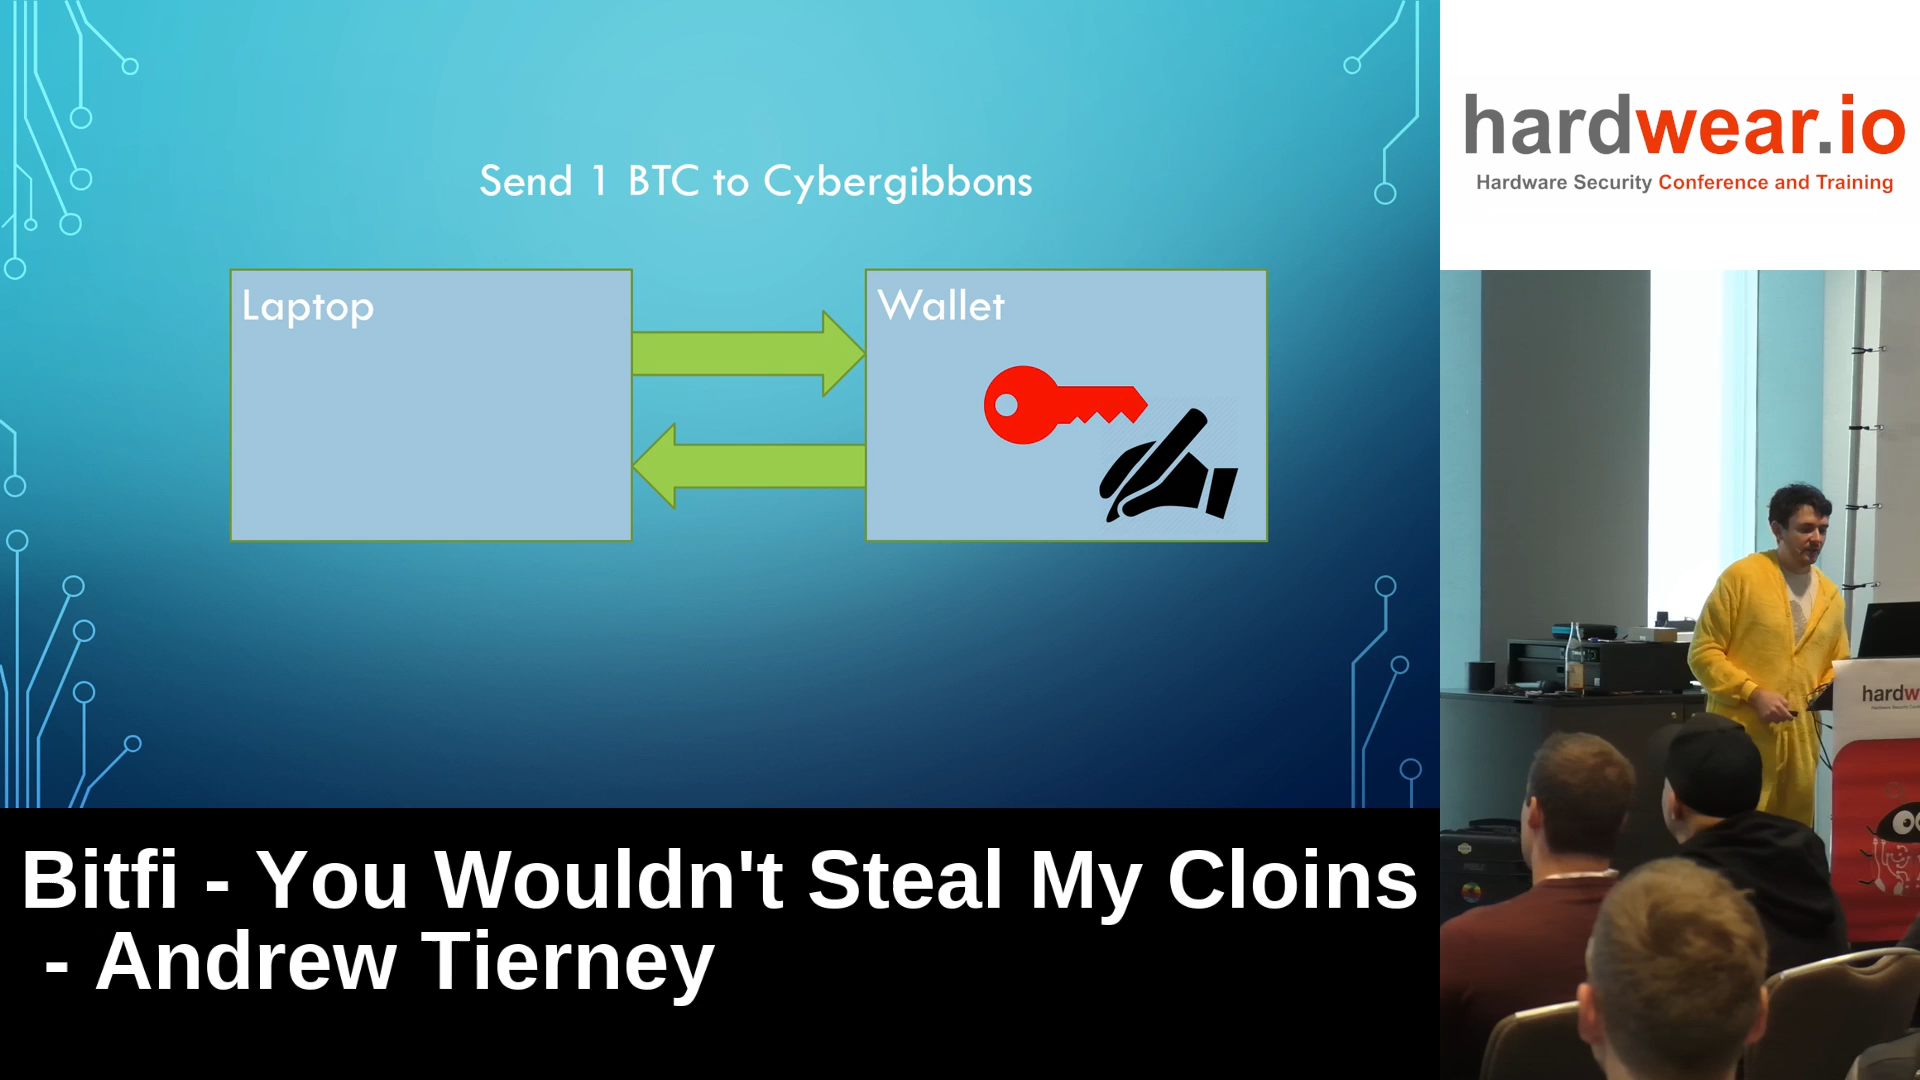 Send 1 BTC to Cybergibbons
Laptop
Wallet
hardwear.io
Hardware Security Conference and Training
hardw
Bitfi - You Wouldn't Steal My Cloins
- Andrew Tierney